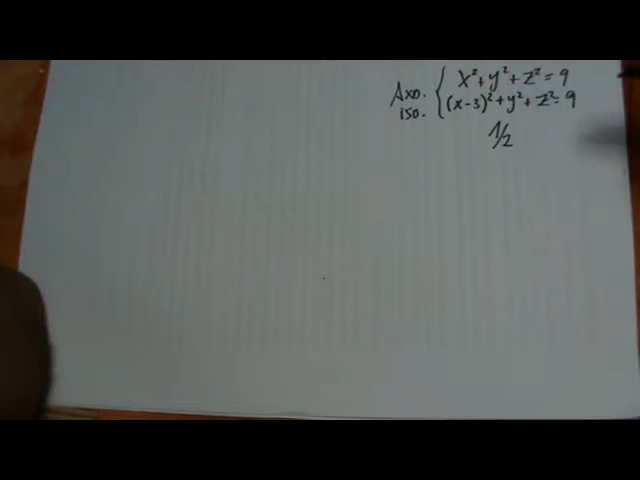 Axo. { x² + y² + z² = 9
iso. (x-3)² + y² + z² = 9
1/2